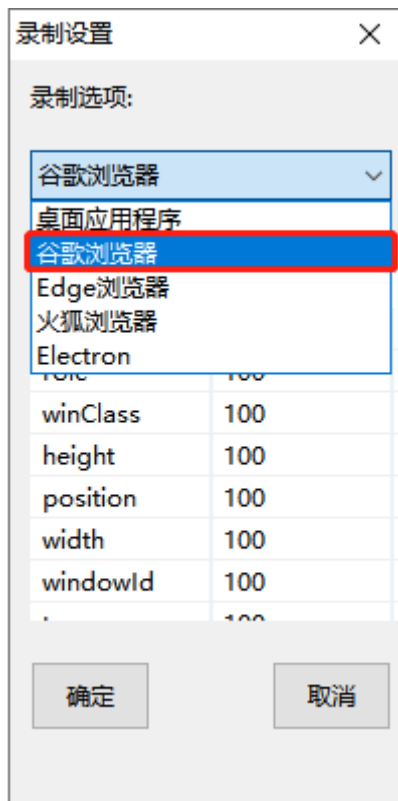 录制设置
录制选项:
谷歌浏览器
桌面应用程序
谷歌浏览器
Edge浏览器
火狐浏览器
Electron
role 100
winClass 100
height 100
position 100
width 100
windowId 100
100
确定 取消